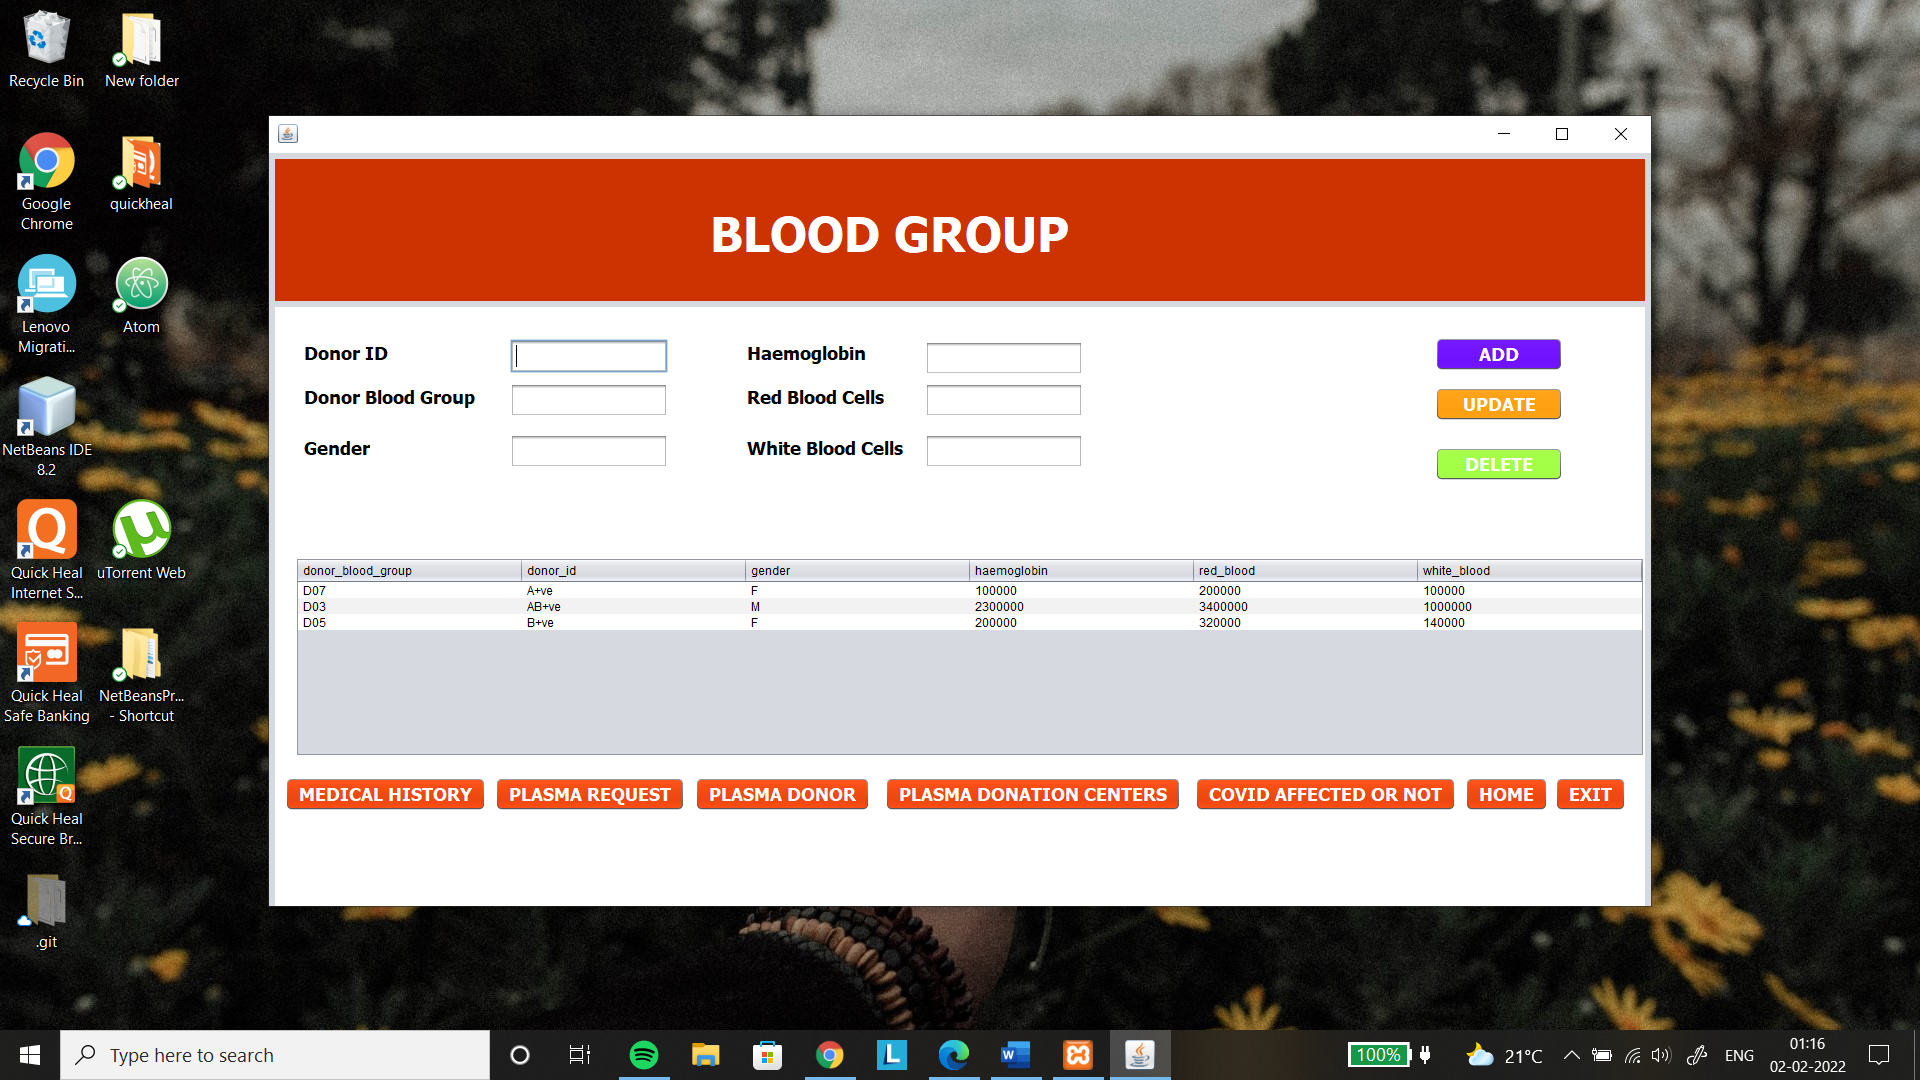 Recycle Bin
New folder
Google
Chrome
quickheal
Lenovo
Migrati...
Atom
NetBeans IDE
8.2
Quick Heal
Internet S...
uTorrent Web
Quick Heal
Safe Banking
NetBeansPr...
- Shortcut
Quick Heal
Secure Br...
.git
BLOOD GROUP
Donor ID
Haemoglobin
ADD
Donor Blood Group
Red Blood Cells
UPDATE
Gender
White Blood Cells
DELETE
donor_blood_group donor_id gender haemoglobin red_blood white_blood
D07 A+ve F 100000 200000 100000
D03 AB+ve M 2300000 3400000 1000000
D05 B+ve F 200000 320000 140000
MEDICAL HISTORY PLASMA REQUEST PLASMA DONOR PLASMA DONATION CENTERS COVID AFFECTED OR NOT HOME EXIT
Type here to search
100%
21°C
ENG
01:16
02-02-2022